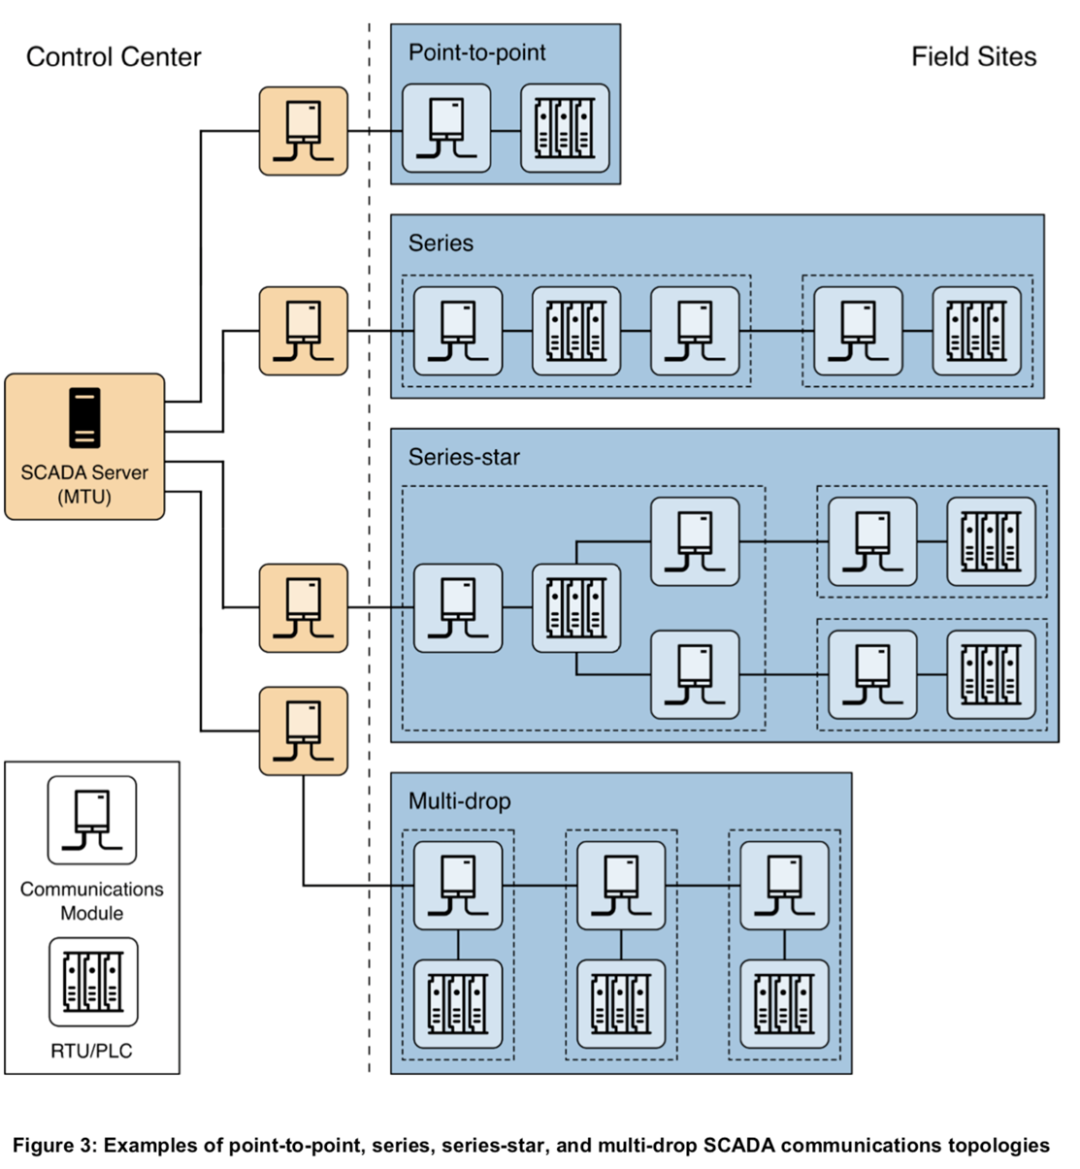 Control Center
Field Sites
Point-to-point
Series
SCADA Server
(MTU)
Series-star
Multi-drop
Communications
Module
RTU/PLC
Figure 3: Examples of point-to-point, series, series-star, and multi-drop SCADA communications topologies